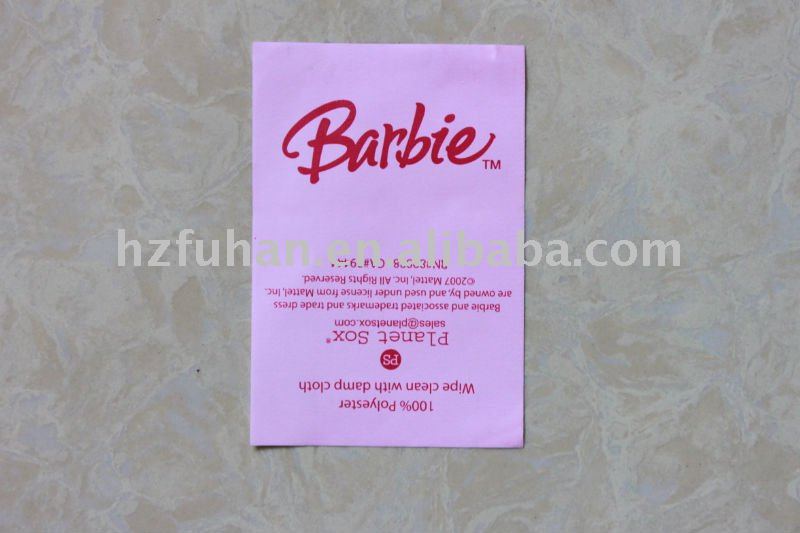 Barbie™
hzfuhan.en.alibaba.com
100% Polyester
Wipe clean with damp cloth
PS
Planet Sox®
sales@planetsox.com
Barbie and associated trademarks and trade dress
are owned by, and used under license from Mattel, Inc.
©2007 Mattel, Inc. All Rights Reserved.